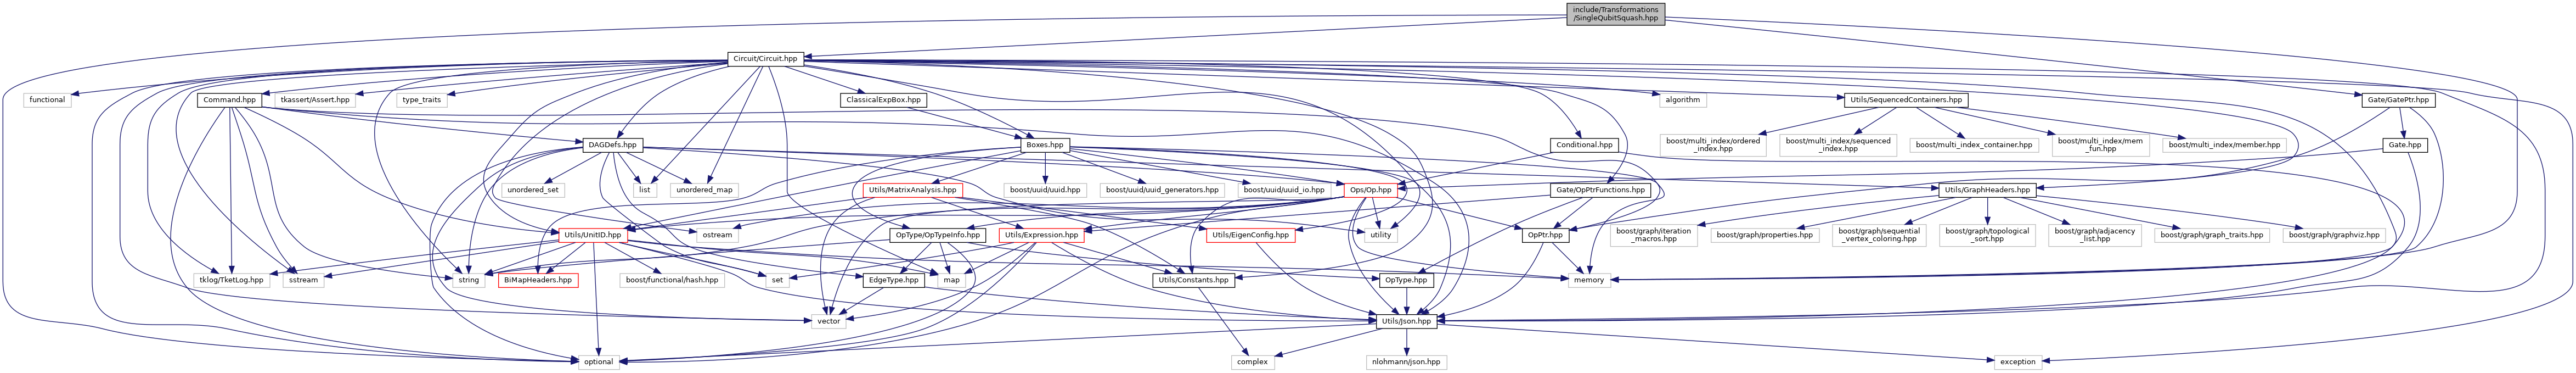 include/Transformations
/SingleQubitSquash.hpp
Circuit/Circuit.hpp
functional
Command.hpp
tkassert/Assert.hpp
type_traits
ClassicalExpBox.hpp
algorithm
Utils/SequencedContainers.hpp
Gate/GatePtr.hpp
DAGDefs.hpp
Boxes.hpp
Conditional.hpp
boost/multi_index/ordered
_index.hpp
boost/multi_index/sequenced
_index.hpp
boost/multi_index_container.hpp
boost/multi_index/mem
_fun.hpp
boost/multi_index/member.hpp
Gate.hpp
unordered_set
list
unordered_map
Utils/MatrixAnalysis.hpp
boost/uuid/uuid.hpp
boost/uuid/uuid_generators.hpp
boost/uuid/uuid_io.hpp
Ops/Op.hpp
Gate/OpPtrFunctions.hpp
Utils/GraphHeaders.hpp
Utils/UnitID.hpp
ostream
OpType/OpTypeInfo.hpp
Utils/Expression.hpp
Utils/EigenConfig.hpp
utility
OpPtr.hpp
boost/graph/iteration
_macros.hpp
boost/graph/properties.hpp
boost/graph/sequential
_vertex_coloring.hpp
boost/graph/topological
_sort.hpp
boost/graph/adjacency
_list.hpp
boost/graph/graph_traits.hpp
boost/graph/graphviz.hpp
tklog/TketLog.hpp
sstream
string
BiMapHeaders.hpp
boost/functional/hash.hpp
set
EdgeType.hpp
map
Utils/Constants.hpp
OpType.hpp
memory
vector
Utils/Json.hpp
optional
complex
nlohmann/json.hpp
exception